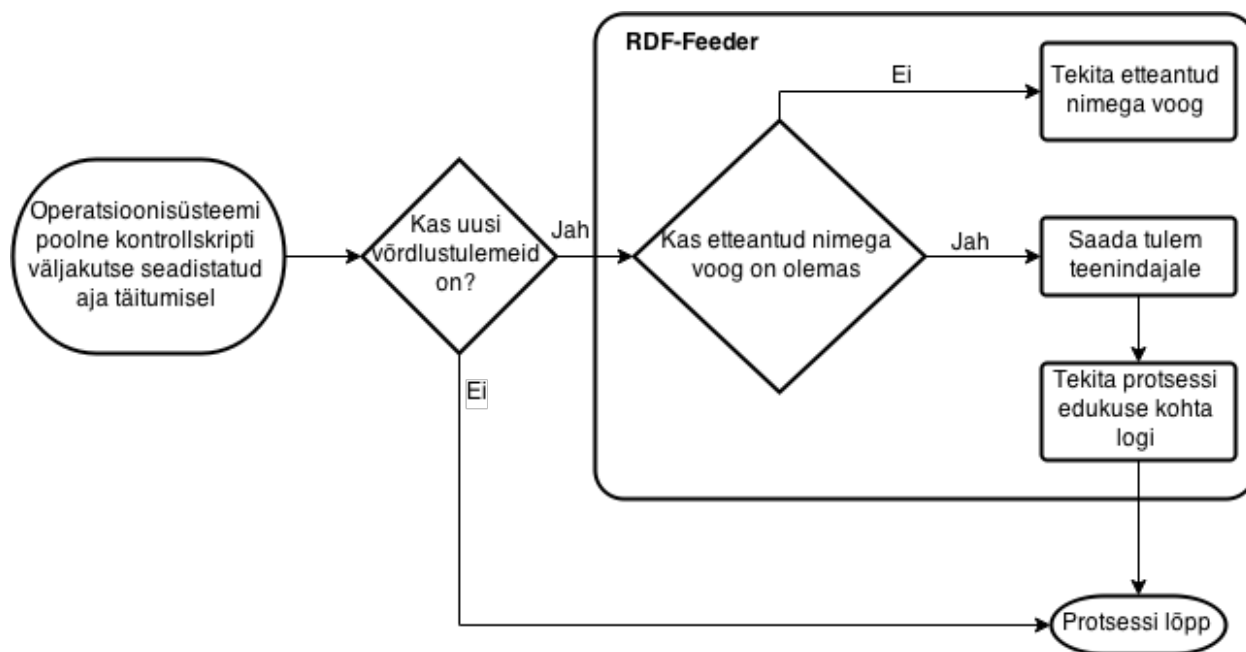 RDF-Feeder
Ei
Tekita etteantud
nimega voog
Operatsioonisüsteemi
poolne kontrollskripti
väljakutse seadistatud
aja täitumisel
Kas uusi
võrdlustulemeid
on?
Jah
Kas etteantud nimega
voog on olemas
Jah
Saada tulem
teenindajale
Tekita protsessi
edukuse kohta
logi
Ei
Protsessi lõpp